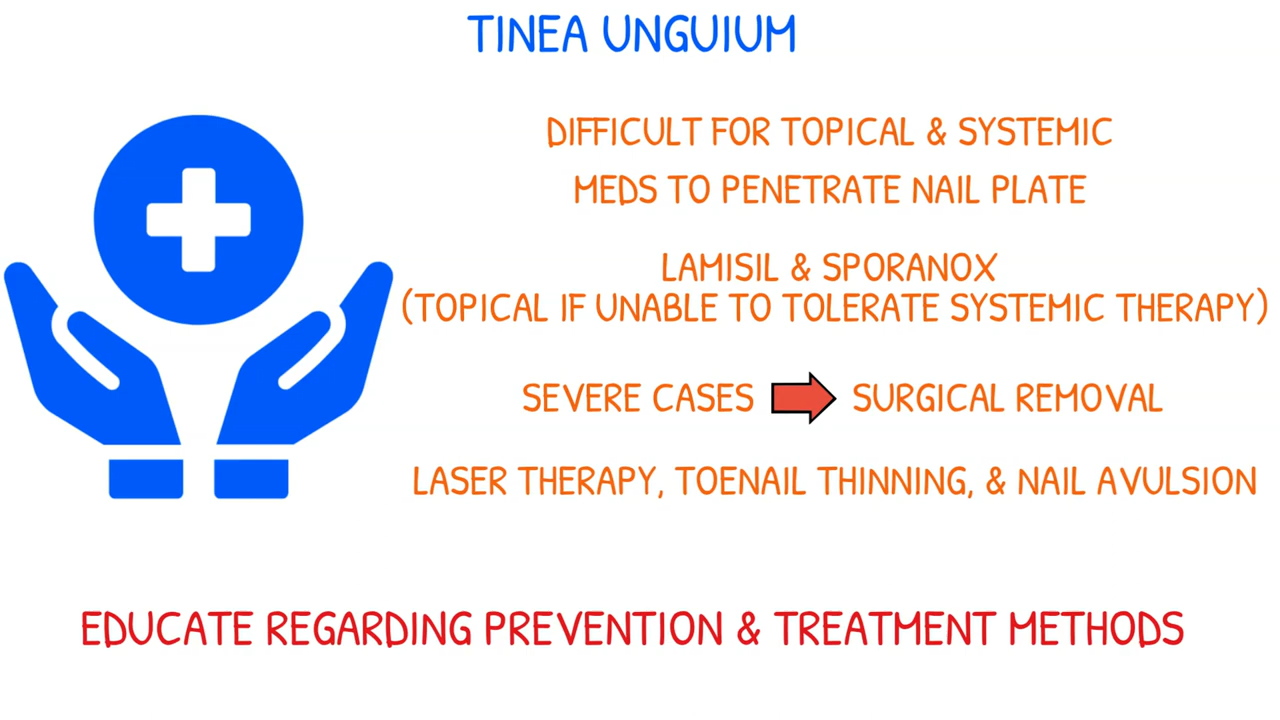 TINEA UNGUIUM
DIFFICULT FOR TOPICAL & SYSTEMIC
MEDS TO PENETRATE NAIL PLATE
LAMISIL & SPORANOX
(TOPICAL IF UNABLE TO TOLERATE SYSTEMIC THERAPY)
SEVERE CASES SURGICAL REMOVAL
LASER THERAPY, TOENAIL THINNING, & NAIL AVULSION
EDUCATE REGARDING PREVENTION & TREATMENT METHODS